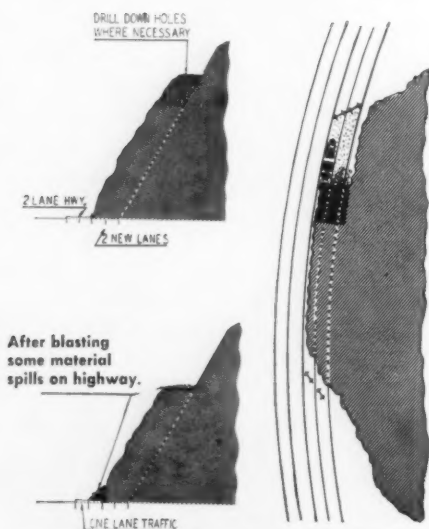 DRILL DOWN HOLES
WHERE NECESSARY
2 LANE HWY.
2 NEW LANES
After blasting
some material
spills on highway.
ONE LANE TRAFFIC